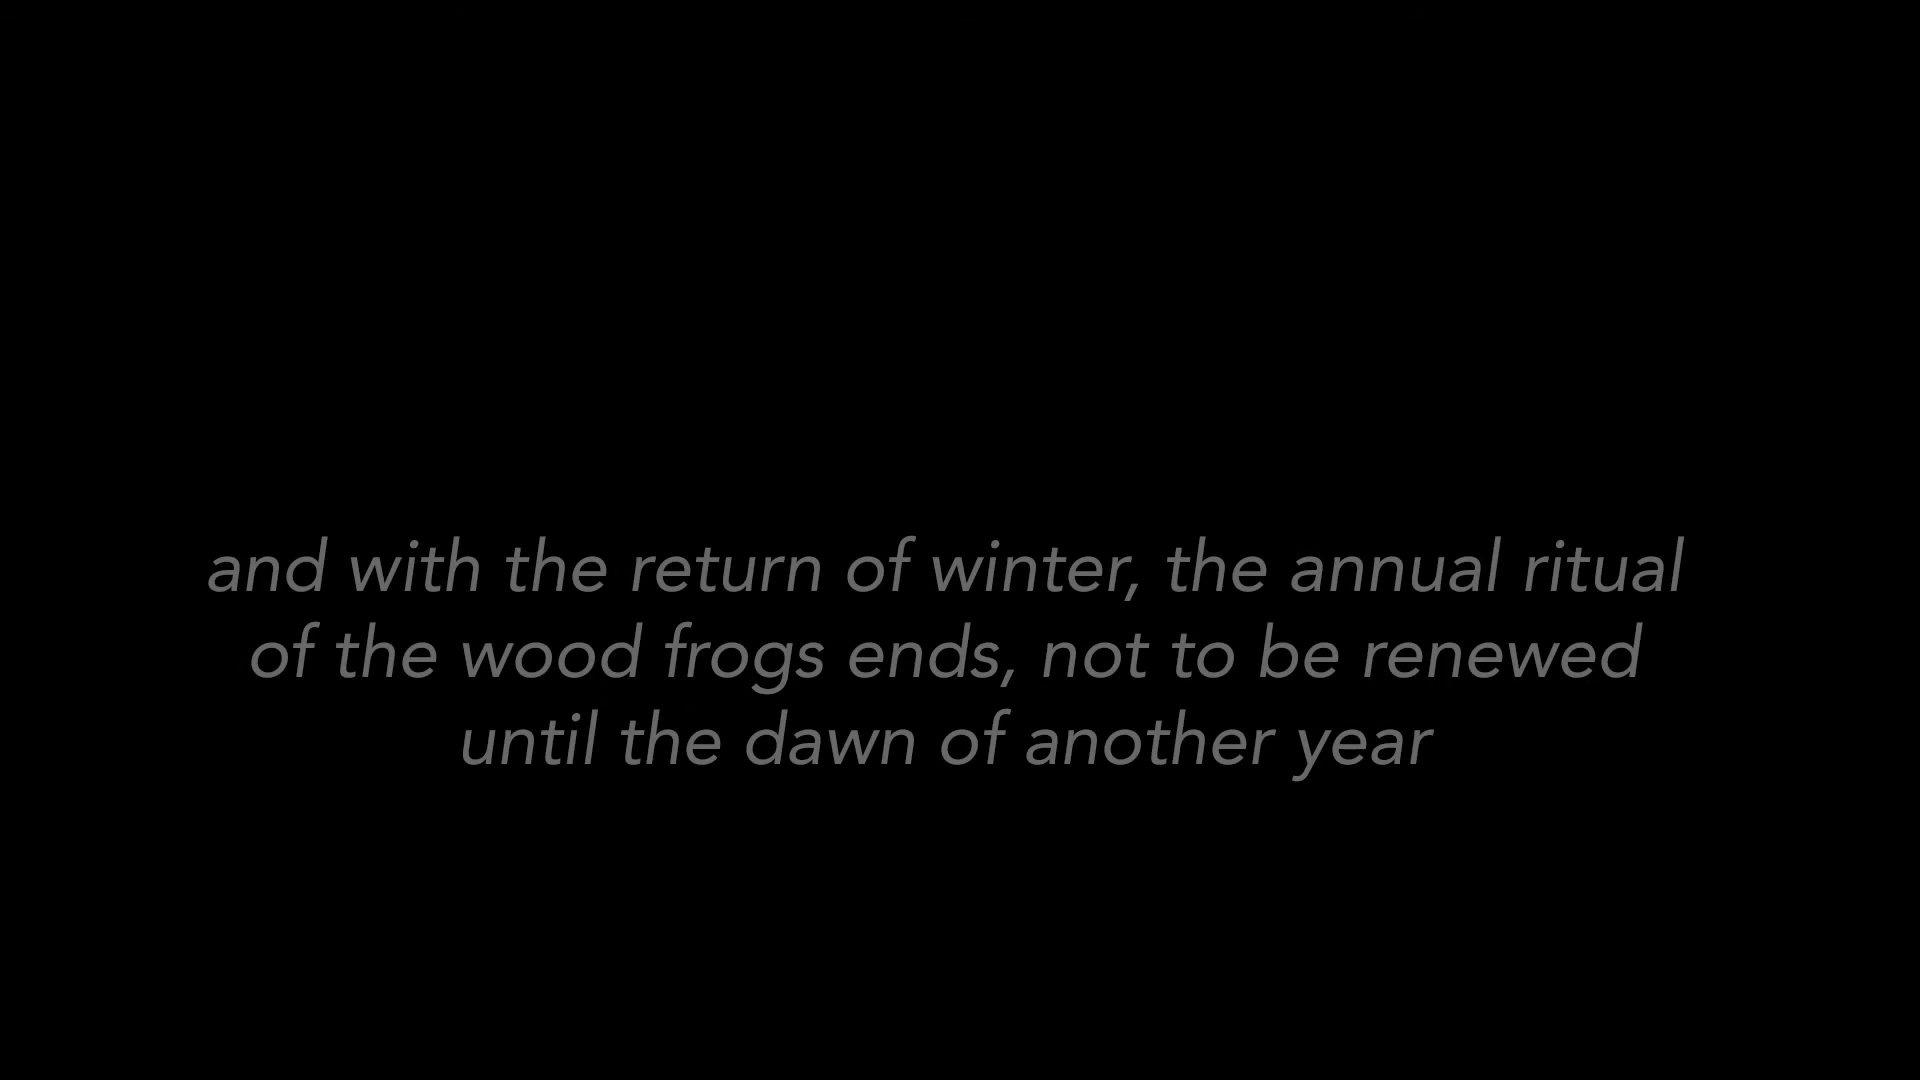 and with the return of winter, the annual ritual
of the wood frogs ends, not to be renewed
until the dawn of another year